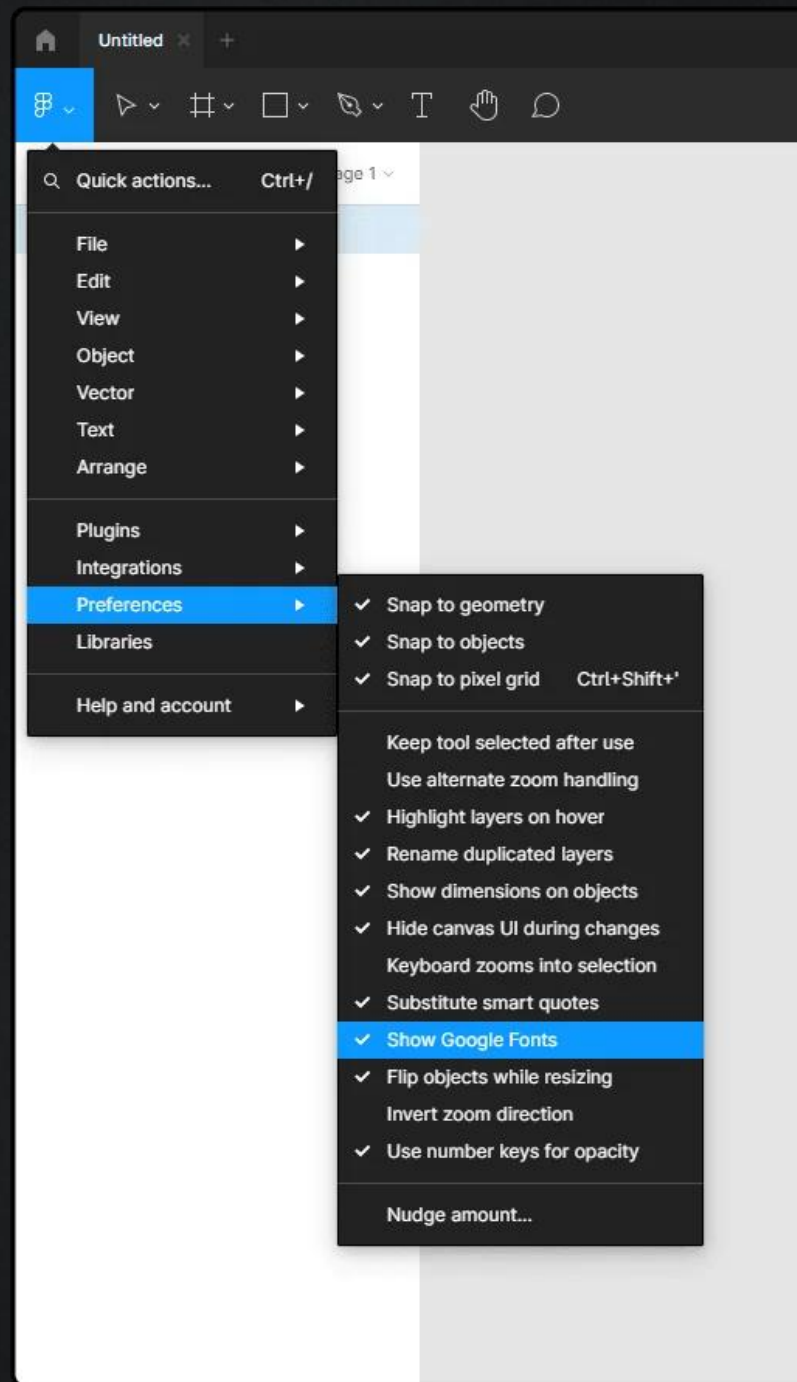 Untitled
Quick actions... Ctrl+/
age 1
File
Edit
View
Object
Vector
Text
Arrange
Plugins
Integrations
Preferences
Libraries
Help and account
Snap to geometry
Snap to objects
Snap to pixel grid Ctrl+Shift+'
Keep tool selected after use
Use alternate zoom handling
Highlight layers on hover
Rename duplicated layers
Show dimensions on objects
Hide canvas UI during changes
Keyboard zooms into selection
Substitute smart quotes
Show Google Fonts
Flip objects while resizing
Invert zoom direction
Use number keys for opacity
Nudge amount...